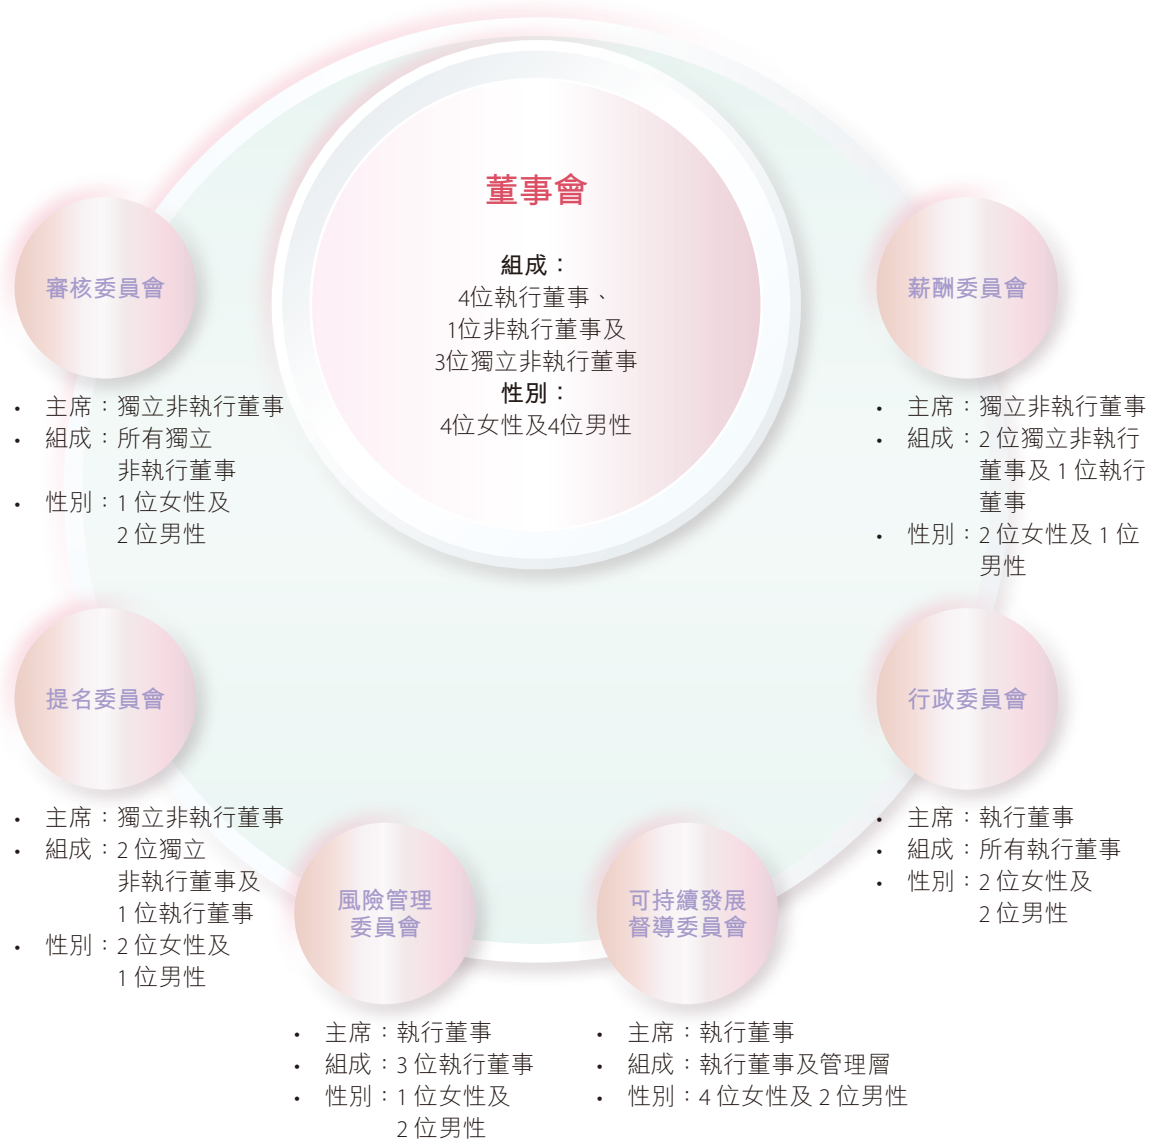 董事會
組成：
4位執行董事、
1位非執行董事及
3位獨立非執行董事
性別：
4位女性及4位男性
審核委員會
• 主席：獨立非執行董事
• 組成：所有獨立
非執行董事
• 性別：1 位女性及
2 位男性
薪酬委員會
• 主席：獨立非執行董事
• 組成：2 位獨立非執行
董事及 1 位執行
董事
• 性別：2 位女性及 1 位
男性
提名委員會
• 主席：獨立非執行董事
• 組成：2 位獨立
非執行董事及
1 位執行董事
• 性別：2 位女性及
1 位男性
行政委員會
• 主席：執行董事
• 組成：所有執行董事
• 性別：2 位女性及
2 位男性
風險管理
委員會
• 主席：執行董事
• 組成：3 位執行董事
• 性別：1 位女性及
2 位男性
可持續發展
督導委員會
• 主席：執行董事
• 組成：執行董事及管理層
• 性別：4 位女性及 2 位男性